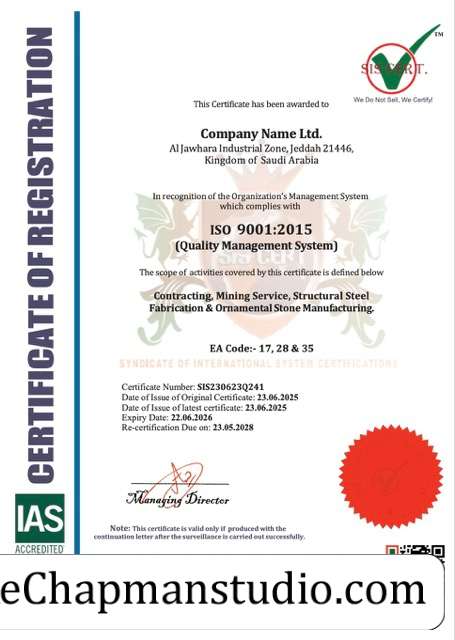 CERTIFICATE OF REGISTRATION
SIS CERT.
TM
We Do Not Sell, We Certify!
This Certificate has been awarded to
Company Name Ltd.
Al Jawhara Industrial Zone, Jeddah 21446,
Kingdom of Saudi Arabia
In recognition of the Organization's Management System
which complies with
ISO 9001:2015
(Quality Management System)
SIS CERT
The scope of activities covered by this certificate is defined below
Contracting, Mining Service, Structural Steel
Fabrication & Ornamental Stone Manufacturing.
EA Code:- 17, 28 & 35
SYNDICATE OF INTERNATIONAL SYSTEM CERTIFICATIONS
Certificate Number: SIS230623Q241
Date of Issue of Original Certificate: 23.06.2025
Date of Issue of latest certificate: 23.06.2025
Expiry Date: 22.06.2026
Re-certification Due on: 23.05.2028
Managing Director
Note: This certificate is valid only if produced with the
continuation letter after the surveillance is carried out successfully.
IAS
ACCREDITED
eChapmanstudio.com